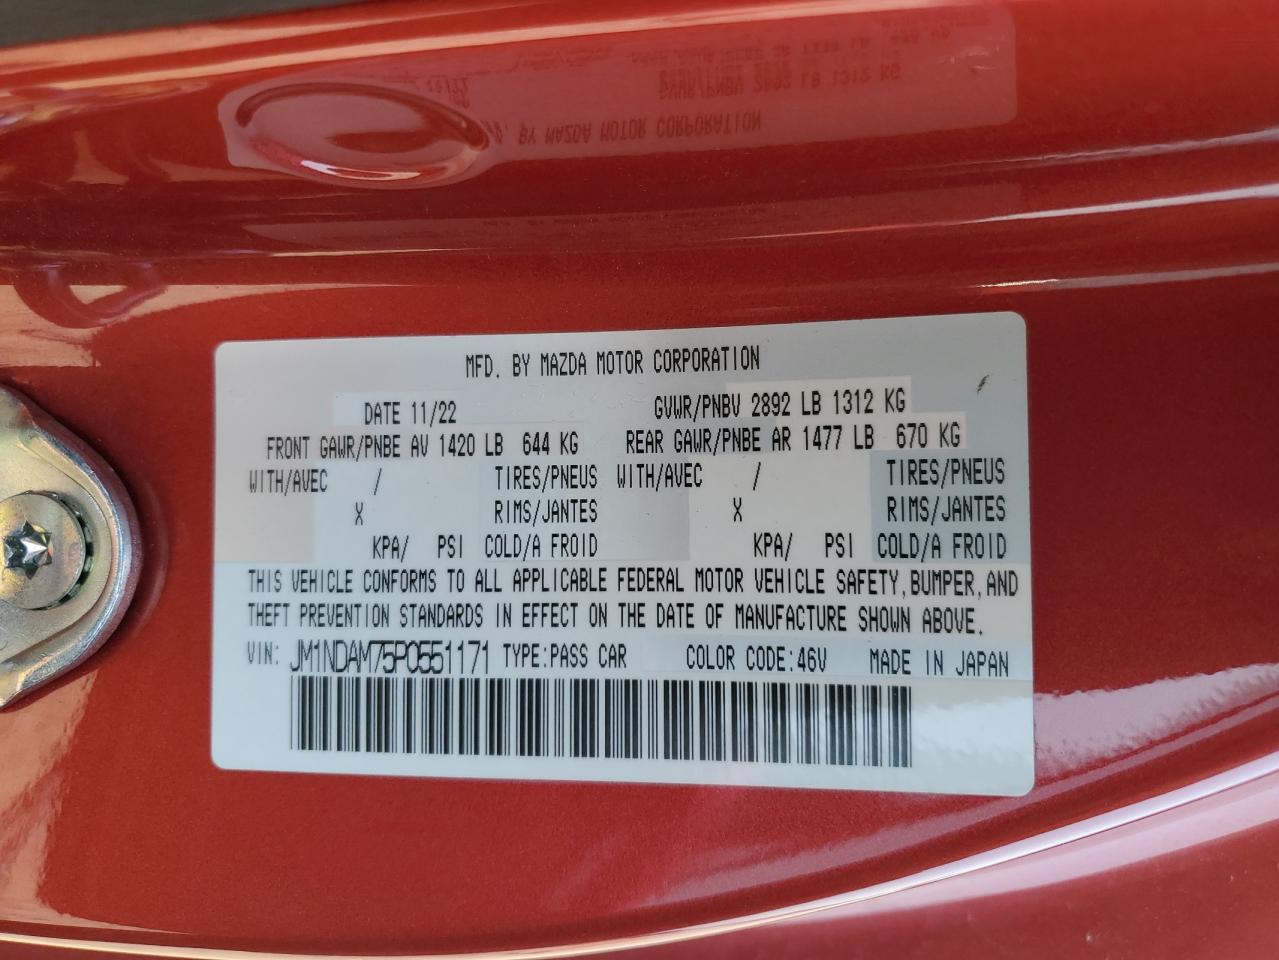 MFD. BY MAZDA MOTOR CORPORATION
DATE 11/22 GVWR/PNBV 2892 LB 1312 KG
FRONT GAWR/PNBE AV 1420 LB 644 KG REAR GAWR/PNBE AR 1477 LB 670 KG
WITH/AVEC / TIRES/PNEUS WITH/AVEC / TIRES/PNEUS
X RIMS/JANTES X RIMS/JANTES
KPA/ PSI COLD/A FROID KPA/ PSI COLD/A FROID
THIS VEHICLE CONFORMS TO ALL APPLICABLE FEDERAL MOTOR VEHICLE SAFETY, BUMPER, AND
THEFT PREVENTION STANDARDS IN EFFECT ON THE DATE OF MANUFACTURE SHOWN ABOVE.
VIN: JM1NDAM75P0551171 TYPE:PASS CAR COLOR CODE:46V MADE IN JAPAN